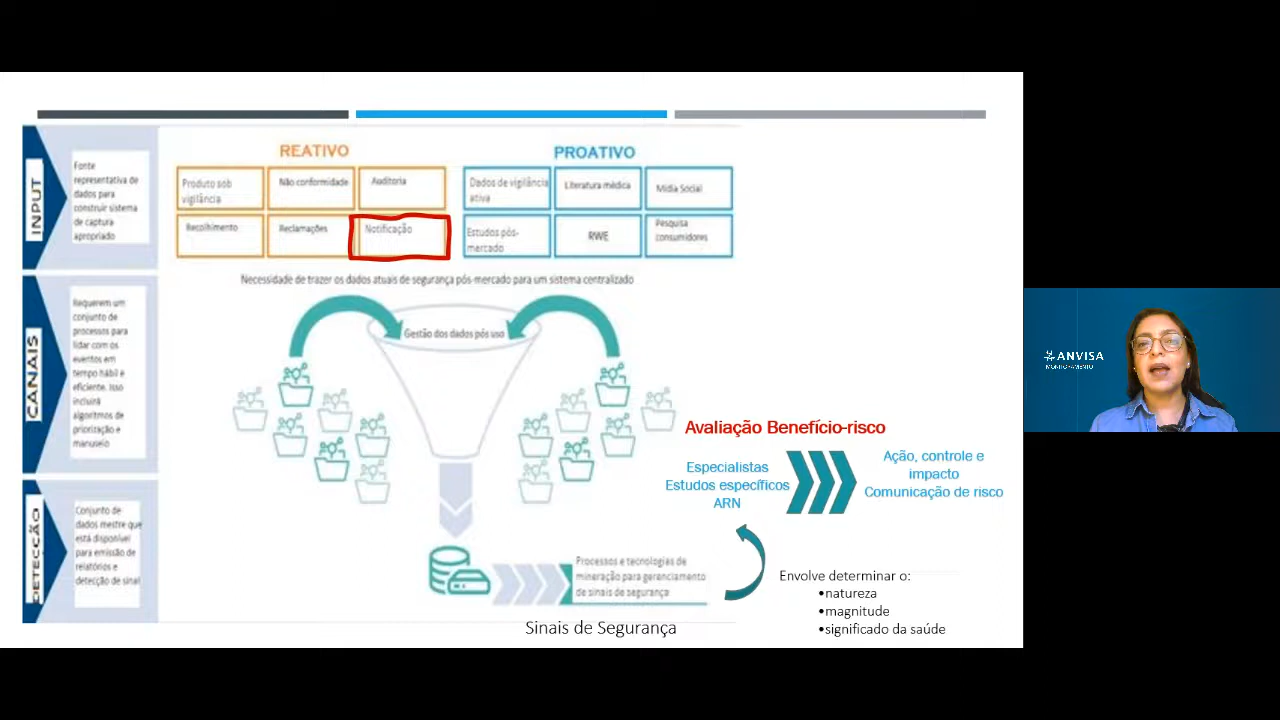 REATIVO
PROATIVO
INPUT
Fonte
representativa de
dados para
construir sistema
de captura
apropriado
Produto sob
vigilância
Não conformidade
Auditoria
Recolhimento
Reclamações
Notificação
Dados de vigilância
ativa
Literatura médica
Mídia Social
Estudos pós-
mercado
RWE
Pesquisa
consumidores
Necessidade de trazer os dados atuais de segurança pós-mercado para um sistema centralizado
CANAIS
Requerem um
conjunto de
processos para
lidar com os
eventos em
tempo hábil e
eficiente. Isso
incluirá
algoritmos de
priorização e
manuseio
Gestão dos dados pós uso
DETECÇÃO
Conjunto de
dados mestre que
está disponível
para emissão de
relatórios e
detecção de sinal
Processos e tecnologias de
mineração para gerenciamento
de sinais de segurança
Sinais de Segurança
Avaliação Benefício-risco
Especialistas
Estudos específicos
ARN
Ação, controle e
impacto
Comunicação de risco
Envolve determinar o:
•natureza
•magnitude
•significado da saúde
ANVISA
MONITORAMENTO